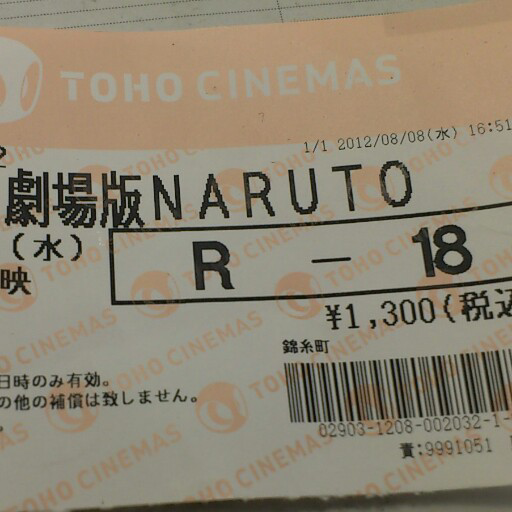 TOHO CINEMAS
1/1 2012/08/08(水) 16:51
劇場版NARUTO
(水)
R - 18
映
¥1,300(税込
錦糸町
日時のみ有効。
の他の補償は致しません。
02903-1208-002032-1-
責:9991051